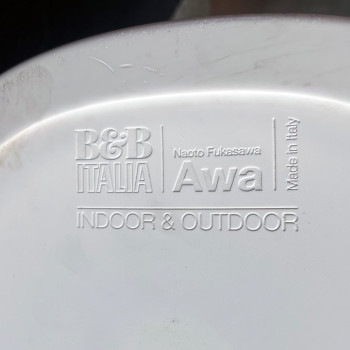 B&B
ITALIA
Naoto Fukasawa
Awa
Made in Italy
INDOOR & OUTDOOR